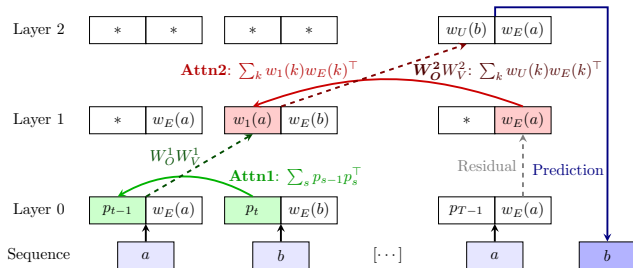 Layer 2 * * * * w_U(b) w_E(a)
Attn2: ∑_k w_1(k)w_E(k)^⊤ W_O^2 W_V^2: ∑_k w_U(k)w_E(k)^⊤
Layer 1 * w_E(a) w_1(a) w_E(b) * w_E(a)
W_O^1 W_V^1
Attn1: ∑_s p_{s−1}p_s^⊤ Residual Prediction
Layer 0 p_{t−1} w_E(a) p_t w_E(b) p_{T−1} w_E(a)
Sequence a b [⋯] a b